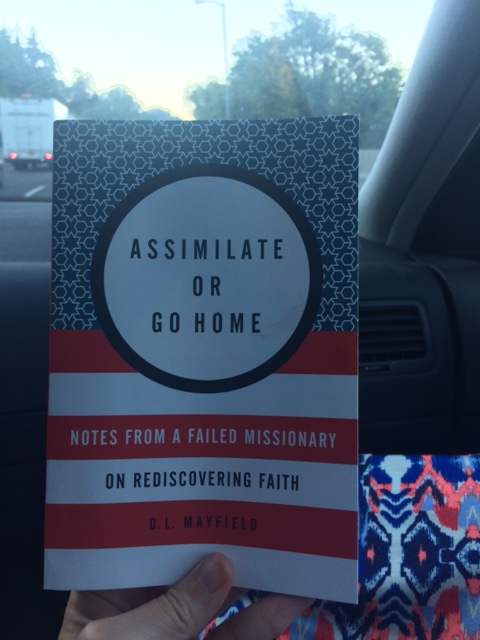 ASSIMILATE
OR
GO HOME
NOTES FROM A FAILED MISSIONARY
ON REDISCOVERING FAITH
D.L. MAYFIELD